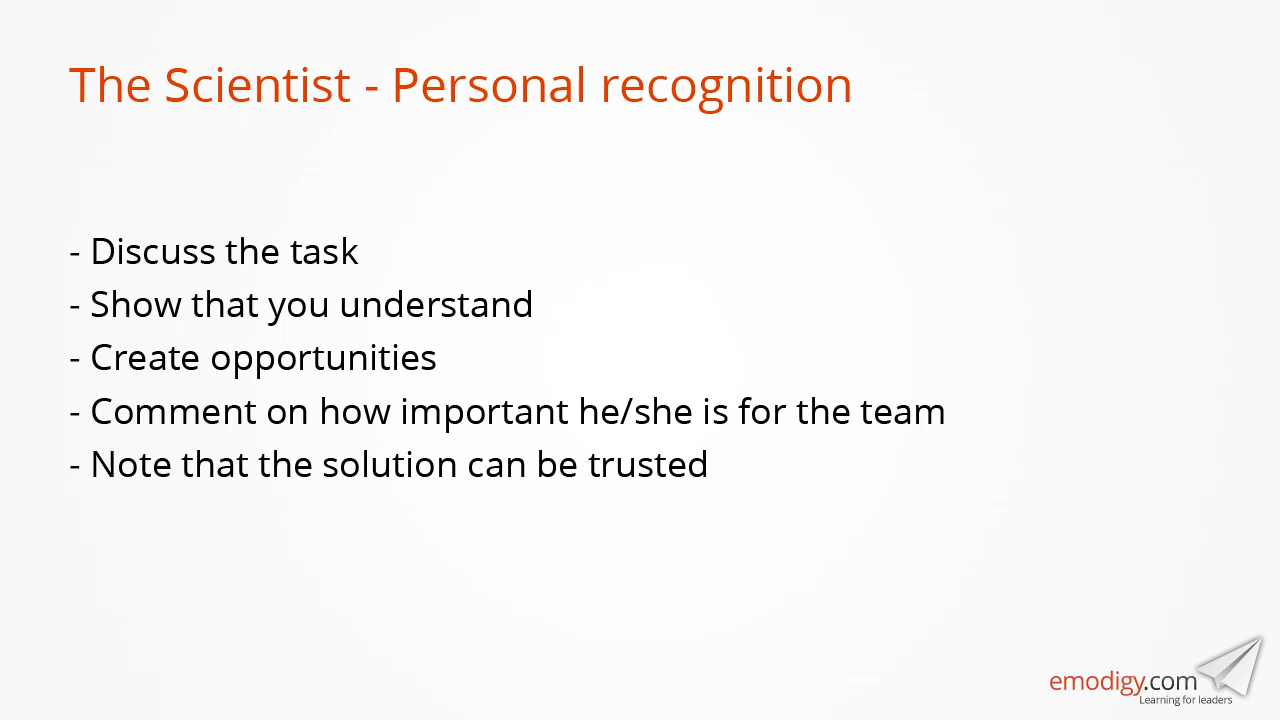 The Scientist - Personal recognition
- Discuss the task
- Show that you understand
- Create opportunities
- Comment on how important he/she is for the team
- Note that the solution can be trusted
emodigy.com
Learning for leaders